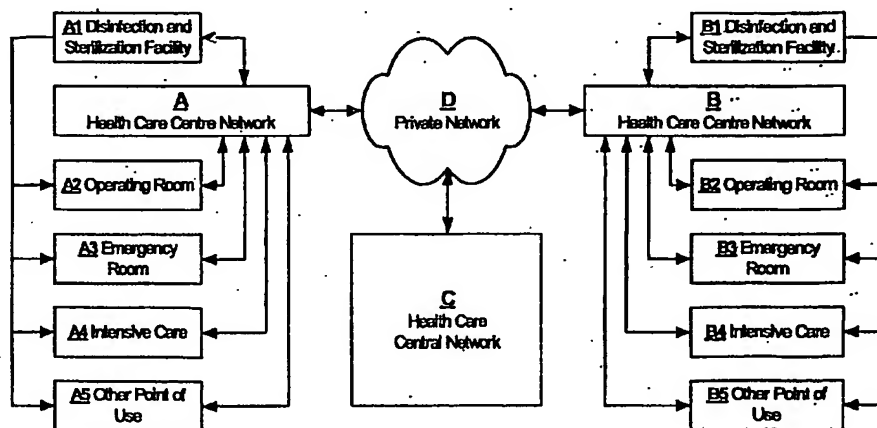 A1 Disinfection and
Sterilization Facility
A
Health Care Centre Network
A2 Operating Room
A3 Emergency
Room
A4 Intensive Care
A5 Other Point of
Use
D
Private Network
C
Health Care
Central Network
B1 Disinfection and
Sterilization Facility
B
Health Care Centre Network
B2 Operating Room
B3 Emergency
Room
B4 Intensive Care
B5 Other Point of
Use